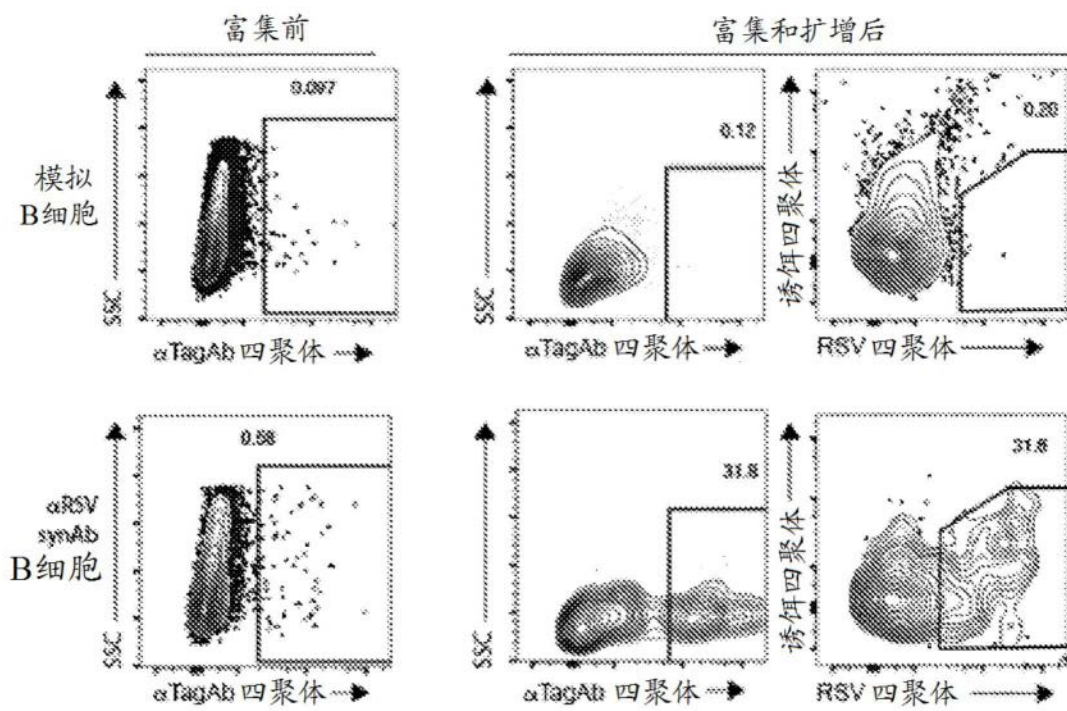 富集前
富集和扩增后
0.097
0.12
0.20
模拟
B细胞
SSC
SSC
诱饵四聚体
αTagAb 四聚体
αTagAb 四聚体
RSV 四聚体
0.58
31.8
31.8
αRSV
synAb
B细胞
SSC
SSC
诱饵四聚体
αTagAb 四聚体
αTagAb 四聚体
RSV 四聚体